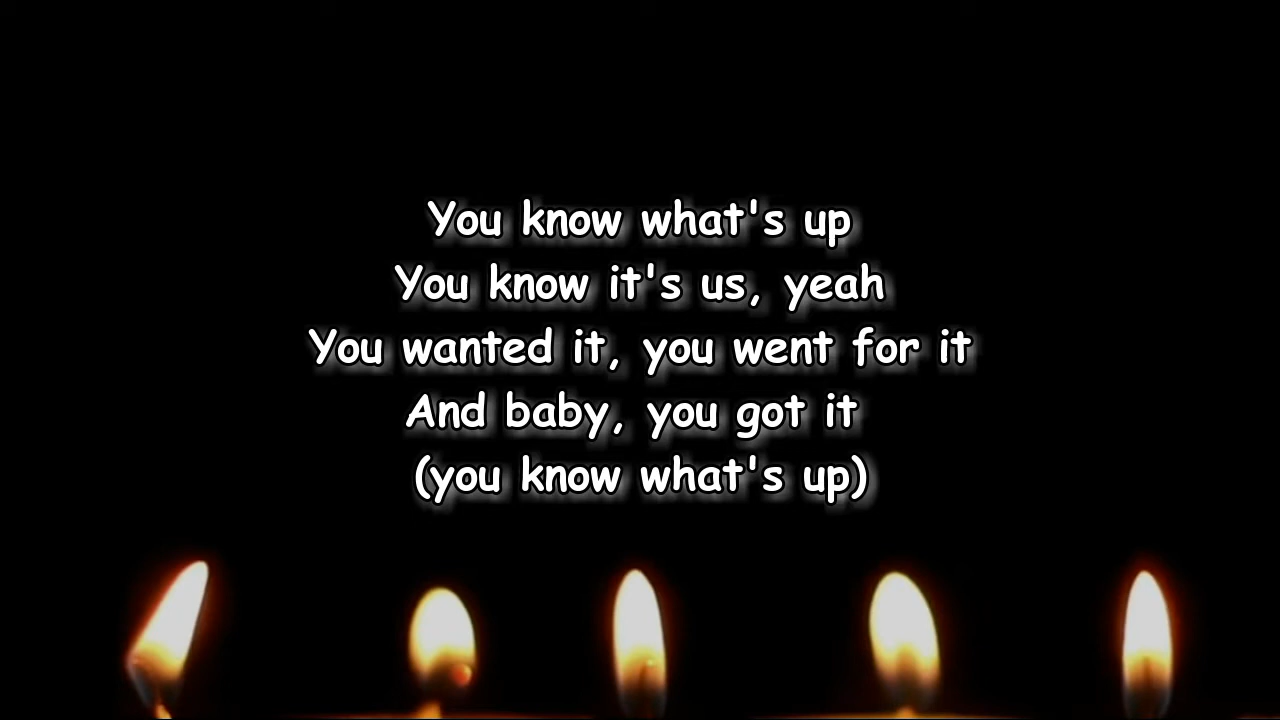 You know what's up
You know it's us, yeah
You wanted it, you went for it
And baby, you got it
(you know what's up)